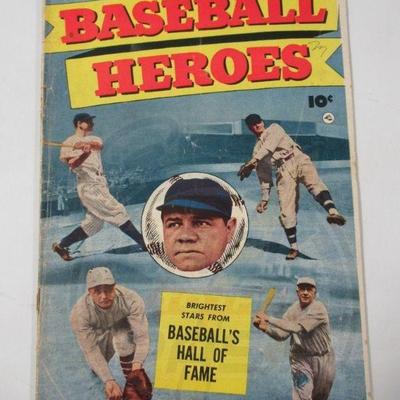 BASEBALL
HEROES
10¢
BRIGHTEST
STARS FROM
BASEBALL'S
HALL OF
FAME